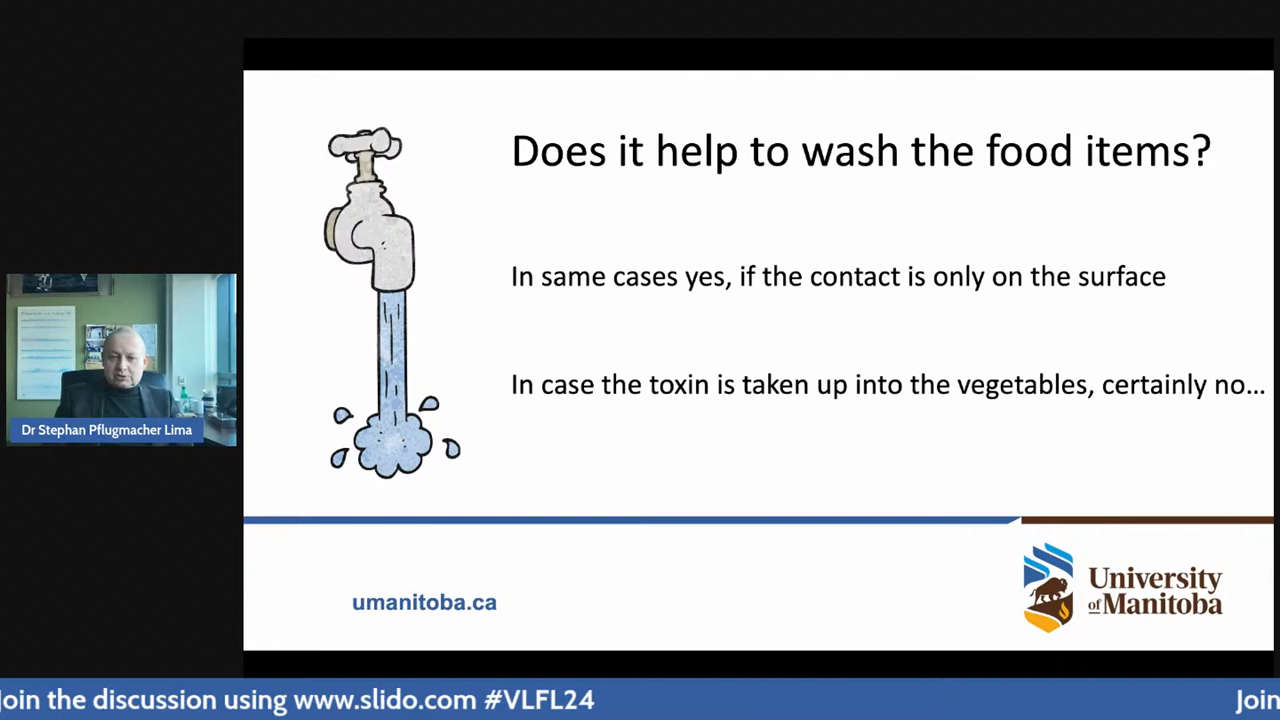 Does it help to wash the food items?
In same cases yes, if the contact is only on the surface
In case the toxin is taken up into the vegetables, certainly no...
Dr Stephan Pflugmacher Lima
umanitoba.ca
University
of Manitoba
Join the discussion using www.slido.com #VLFL24
Join